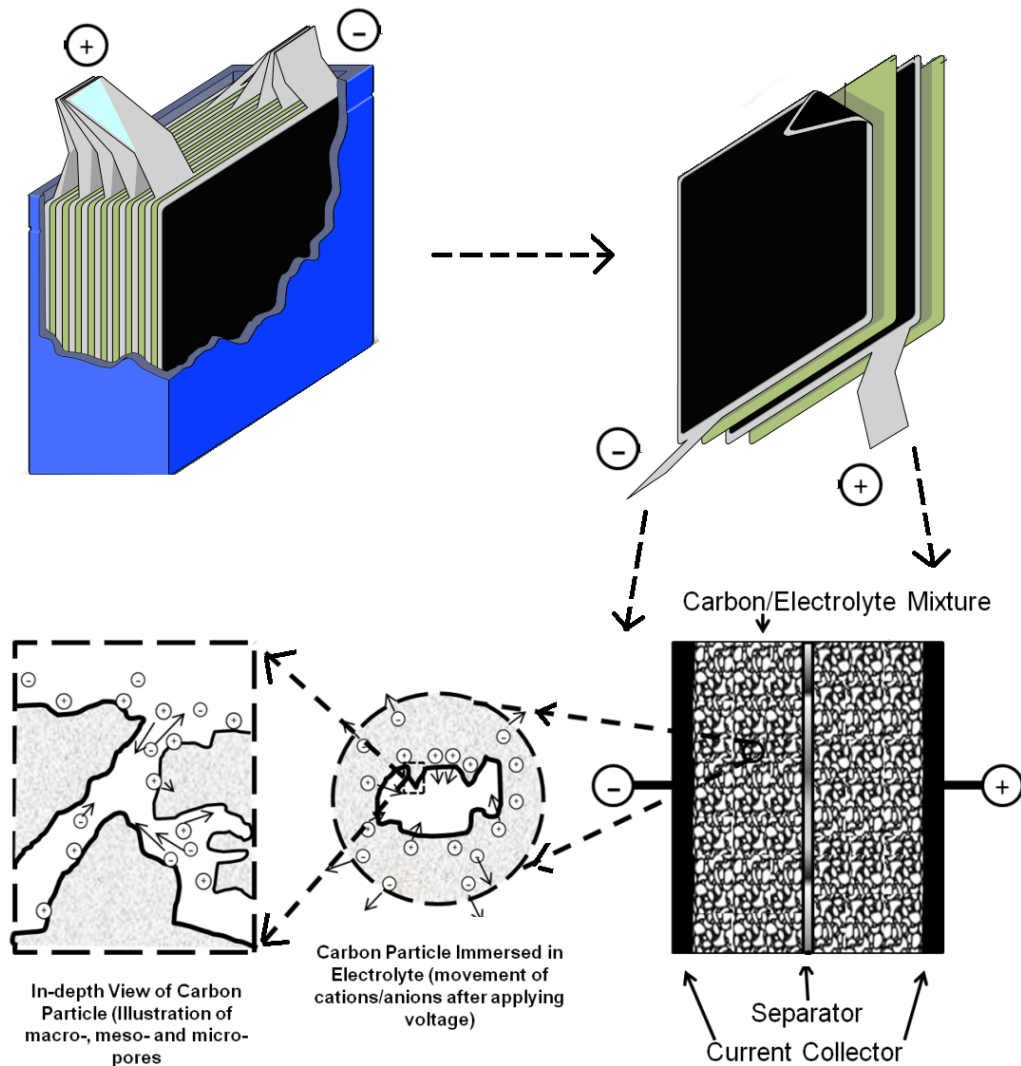 +
-
-
+
Carbon/Electrolyte Mixture
-
+
In-depth View of Carbon
Particle (Illustration of
macro-, meso- and micro-
pores
Carbon Particle Immersed in
Electrolyte (movement of
cations/anions after applying
voltage)
Separator
Current Collector